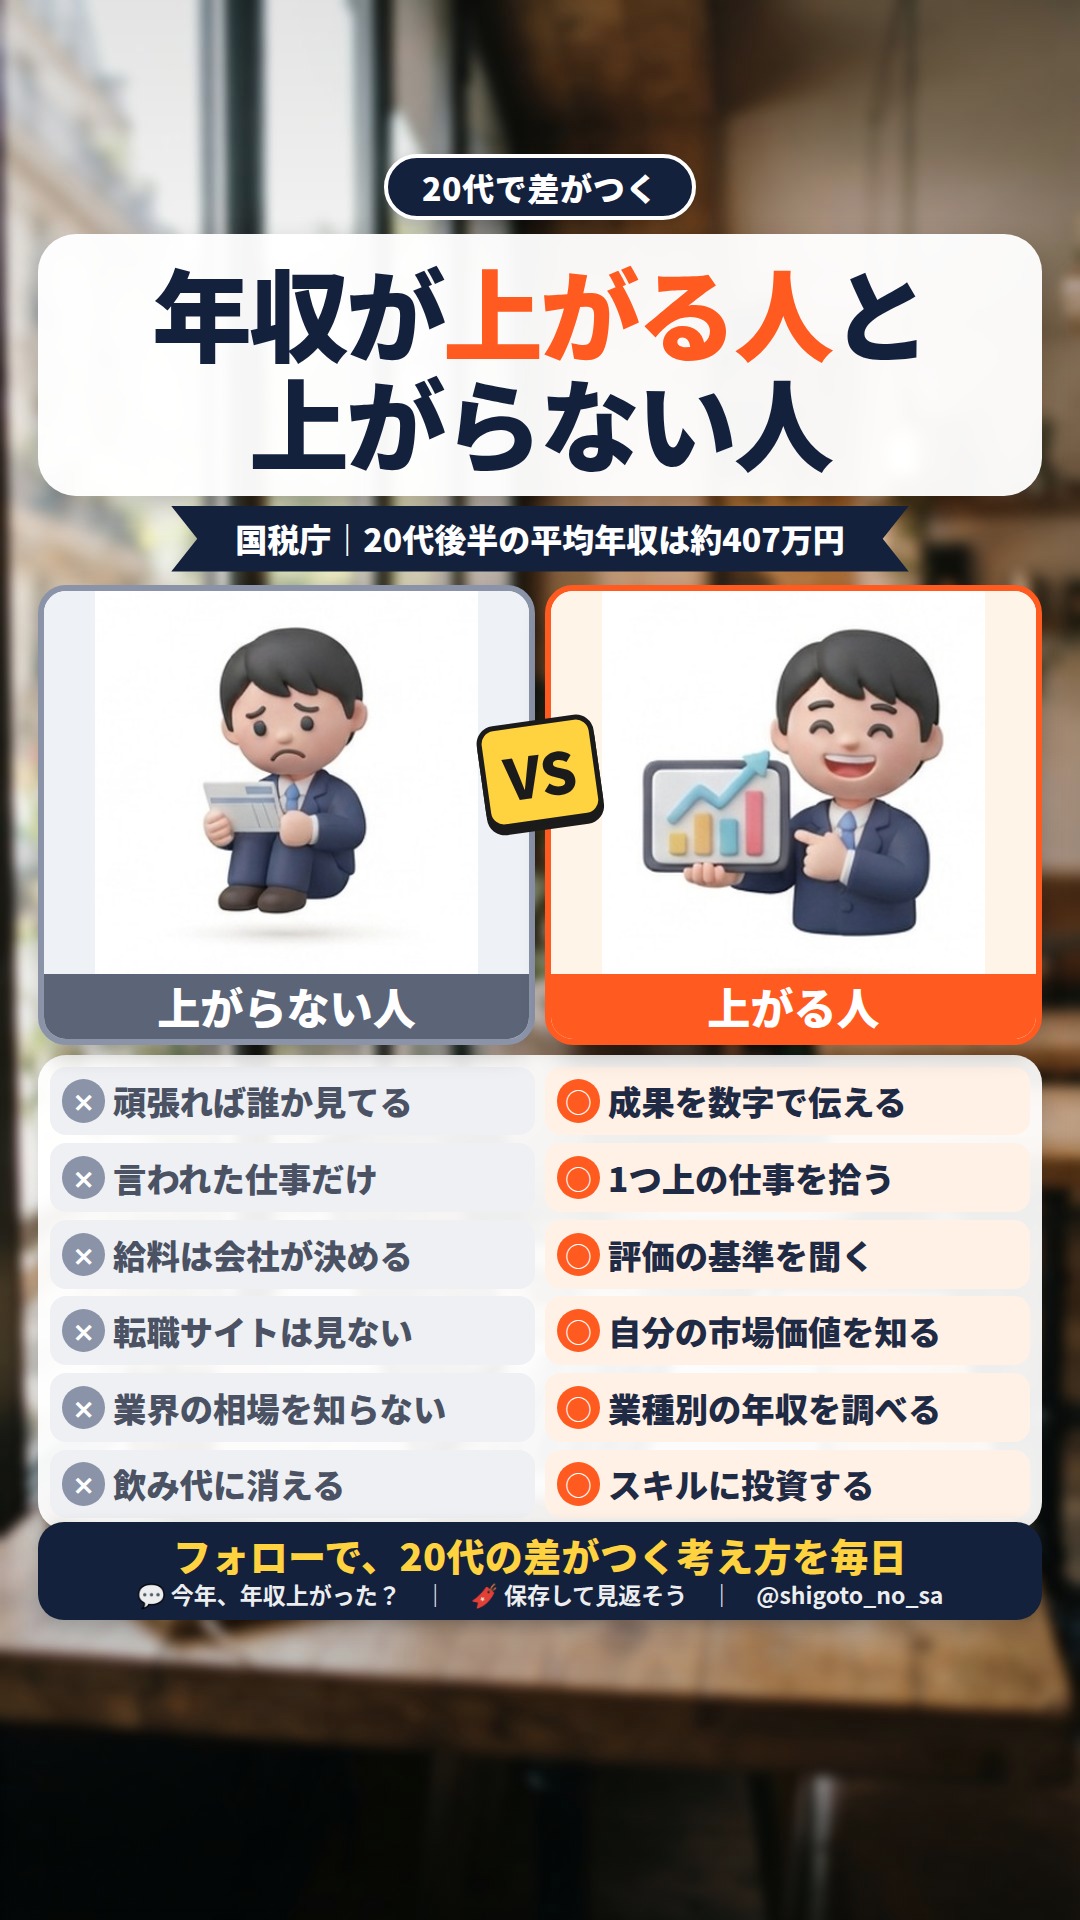 20代で差がつく
年収が上がる人と
上がらない人
国税庁｜20代後半の平均年収は約407万円
VS
上がらない人
上がる人
× 頑張れば誰か見てる
○ 成果を数字で伝える
× 言われた仕事だけ
○ 1つ上の仕事を拾う
× 給料は会社が決める
○ 評価の基準を聞く
× 転職サイトは見ない
○ 自分の市場価値を知る
× 業界の相場を知らない
○ 業種別の年収を調べる
× 飲み代に消える
○ スキルに投資する
フォローで、20代の差がつく考え方を毎日
💬 今年、年収上がった？ ｜ 🔖 保存して見返そう ｜ @shigoto_no_sa